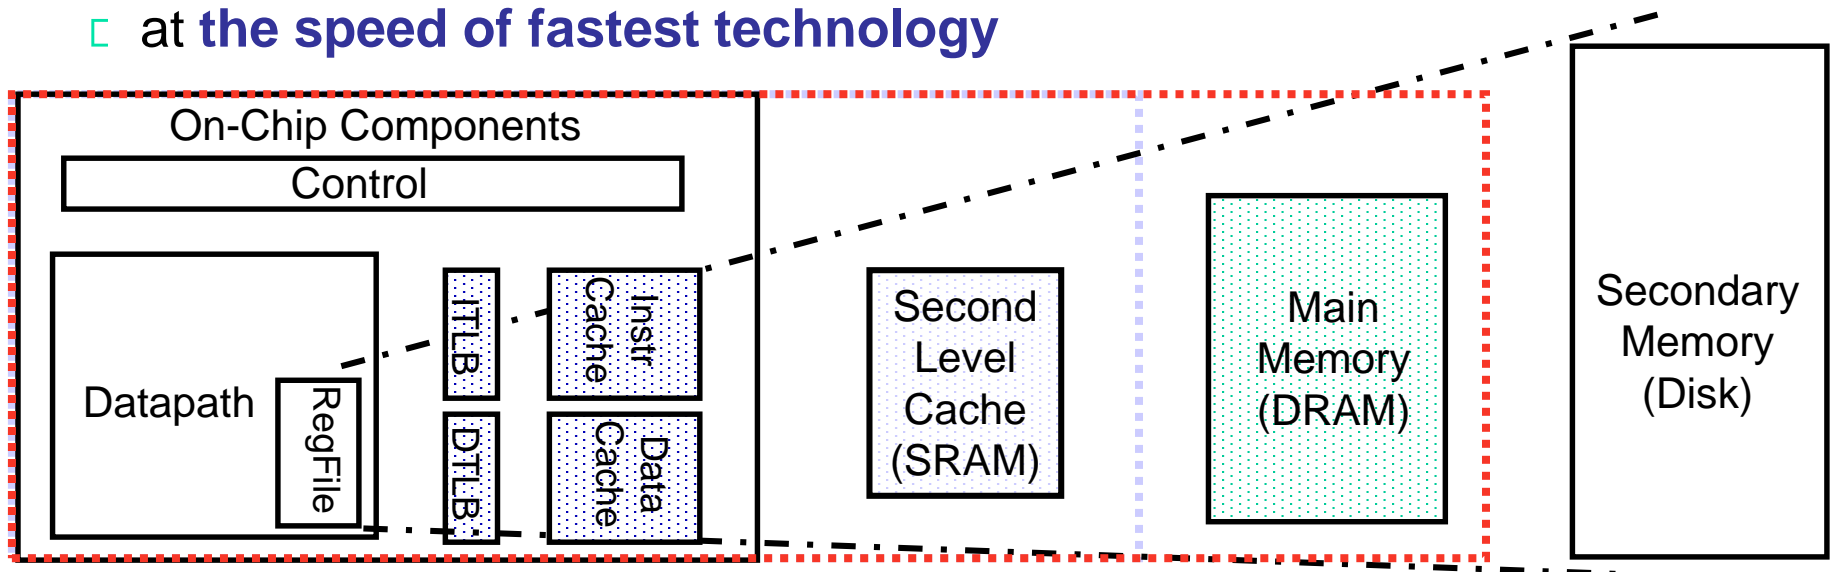 at the speed of fastest technology
On-Chip Components
Control
Datapath
RegFile
ITLB
DTLB
Instr
Cache
Data
Cache
Second
Level
Cache
(SRAM)
Main
Memory
(DRAM)
Secondary
Memory
(Disk)